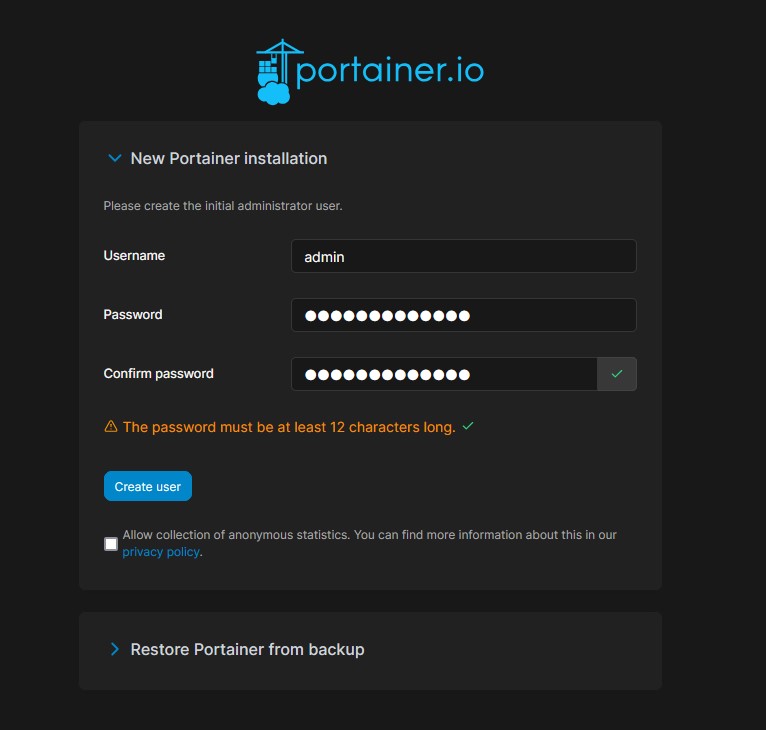 portainer.io
New Portainer installation
Please create the initial administrator user.
Username
admin
Password
●●●●●●●●●●●●●
Confirm password
●●●●●●●●●●●●●
The password must be at least 12 characters long.
Create user
Allow collection of anonymous statistics. You can find more information about this in our
privacy policy.
Restore Portainer from backup